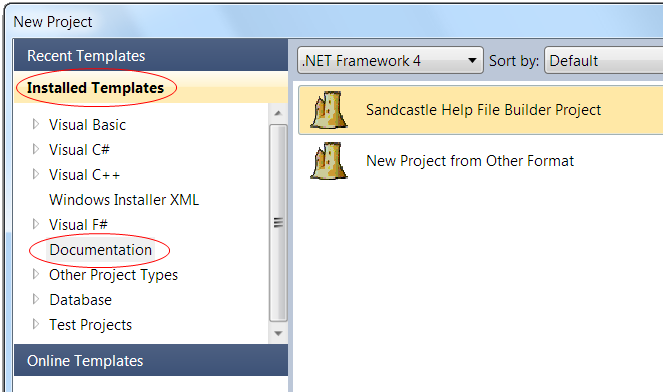 New Project
Recent Templates
Installed Templates
Visual Basic
Visual C#
Visual C++
Windows Installer XML
Visual F#
Documentation
Other Project Types
Database
Test Projects
Online Templates
.NET Framework 4 Sort by: Default
Sandcastle Help File Builder Project
New Project from Other Format